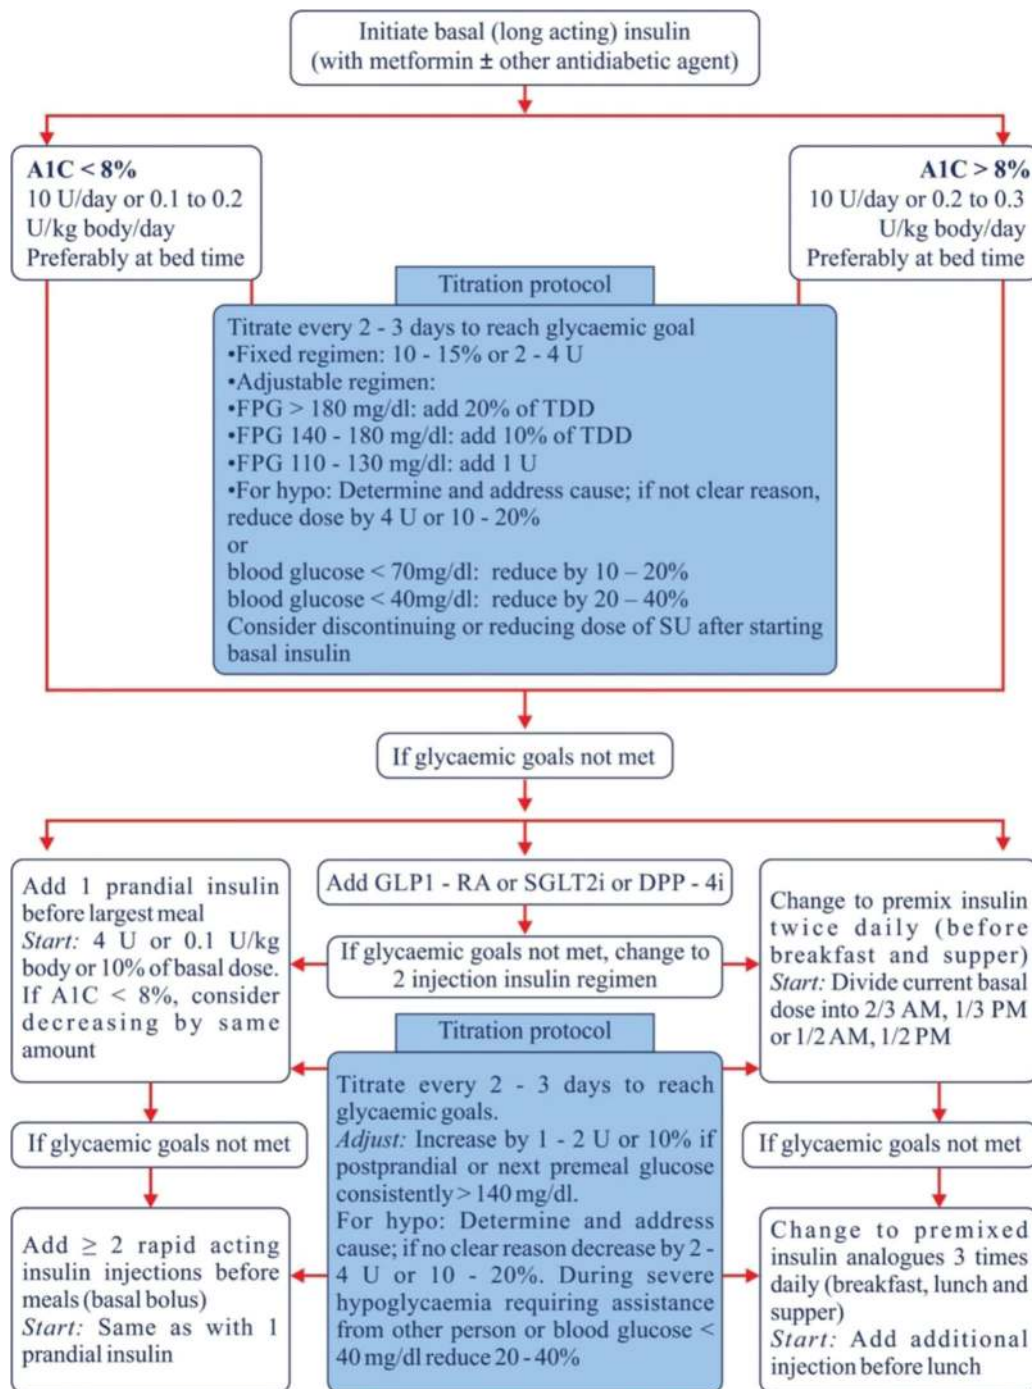 Initiate basal (long acting) insulin
(with metformin ± other antidiabetic agent)
A1C < 8%
10 U/day or 0.1 to 0.2
U/kg body/day
Preferably at bed time
A1C > 8%
10 U/day or 0.2 to 0.3
U/kg body/day
Preferably at bed time
Titration protocol
Titrate every 2 - 3 days to reach glycaemic goal
•Fixed regimen: 10 - 15% or 2 - 4 U
•Adjustable regimen:
•FPG > 180 mg/dl: add 20% of TDD
•FPG 140 - 180 mg/dl: add 10% of TDD
•FPG 110 - 130 mg/dl: add 1 U
•For hypo: Determine and address cause; if not clear reason,
reduce dose by 4 U or 10 - 20%
or
blood glucose < 70mg/dl: reduce by 10 – 20%
blood glucose < 40mg/dl: reduce by 20 – 40%
Consider discontinuing or reducing dose of SU after starting
basal insulin
If glycaemic goals not met
Add 1 prandial insulin
before largest meal
Start: 4 U or 0.1 U/kg
body or 10% of basal dose.
If A1C < 8%, consider
decreasing by same
amount
Add GLP1 - RA or SGLT2i or DPP - 4i
If glycaemic goals not met, change to
2 injection insulin regimen
Change to premix insulin
twice daily (before
breakfast and supper)
Start: Divide current basal
dose into 2/3 AM, 1/3 PM
or 1/2 AM, 1/2 PM
Titration protocol
Titrate every 2 - 3 days to reach
glycaemic goals.
Adjust: Increase by 1 - 2 U or 10% if
postprandial or next premeal glucose
consistently > 140 mg/dl.
For hypo: Determine and address
cause; if no clear reason decrease by 2 -
4 U or 10 - 20%. During severe
hypoglycaemia requiring assistance
from other person or blood glucose <
40 mg/dl reduce 20 - 40%
If glycaemic goals not met
If glycaemic goals not met
Add ≥ 2 rapid acting
insulin injections before
meals (basal bolus)
Start: Same as with 1
prandial insulin
Change to premixed
insulin analogues 3 times
daily (breakfast, lunch and
supper)
Start: Add additional
injection before lunch